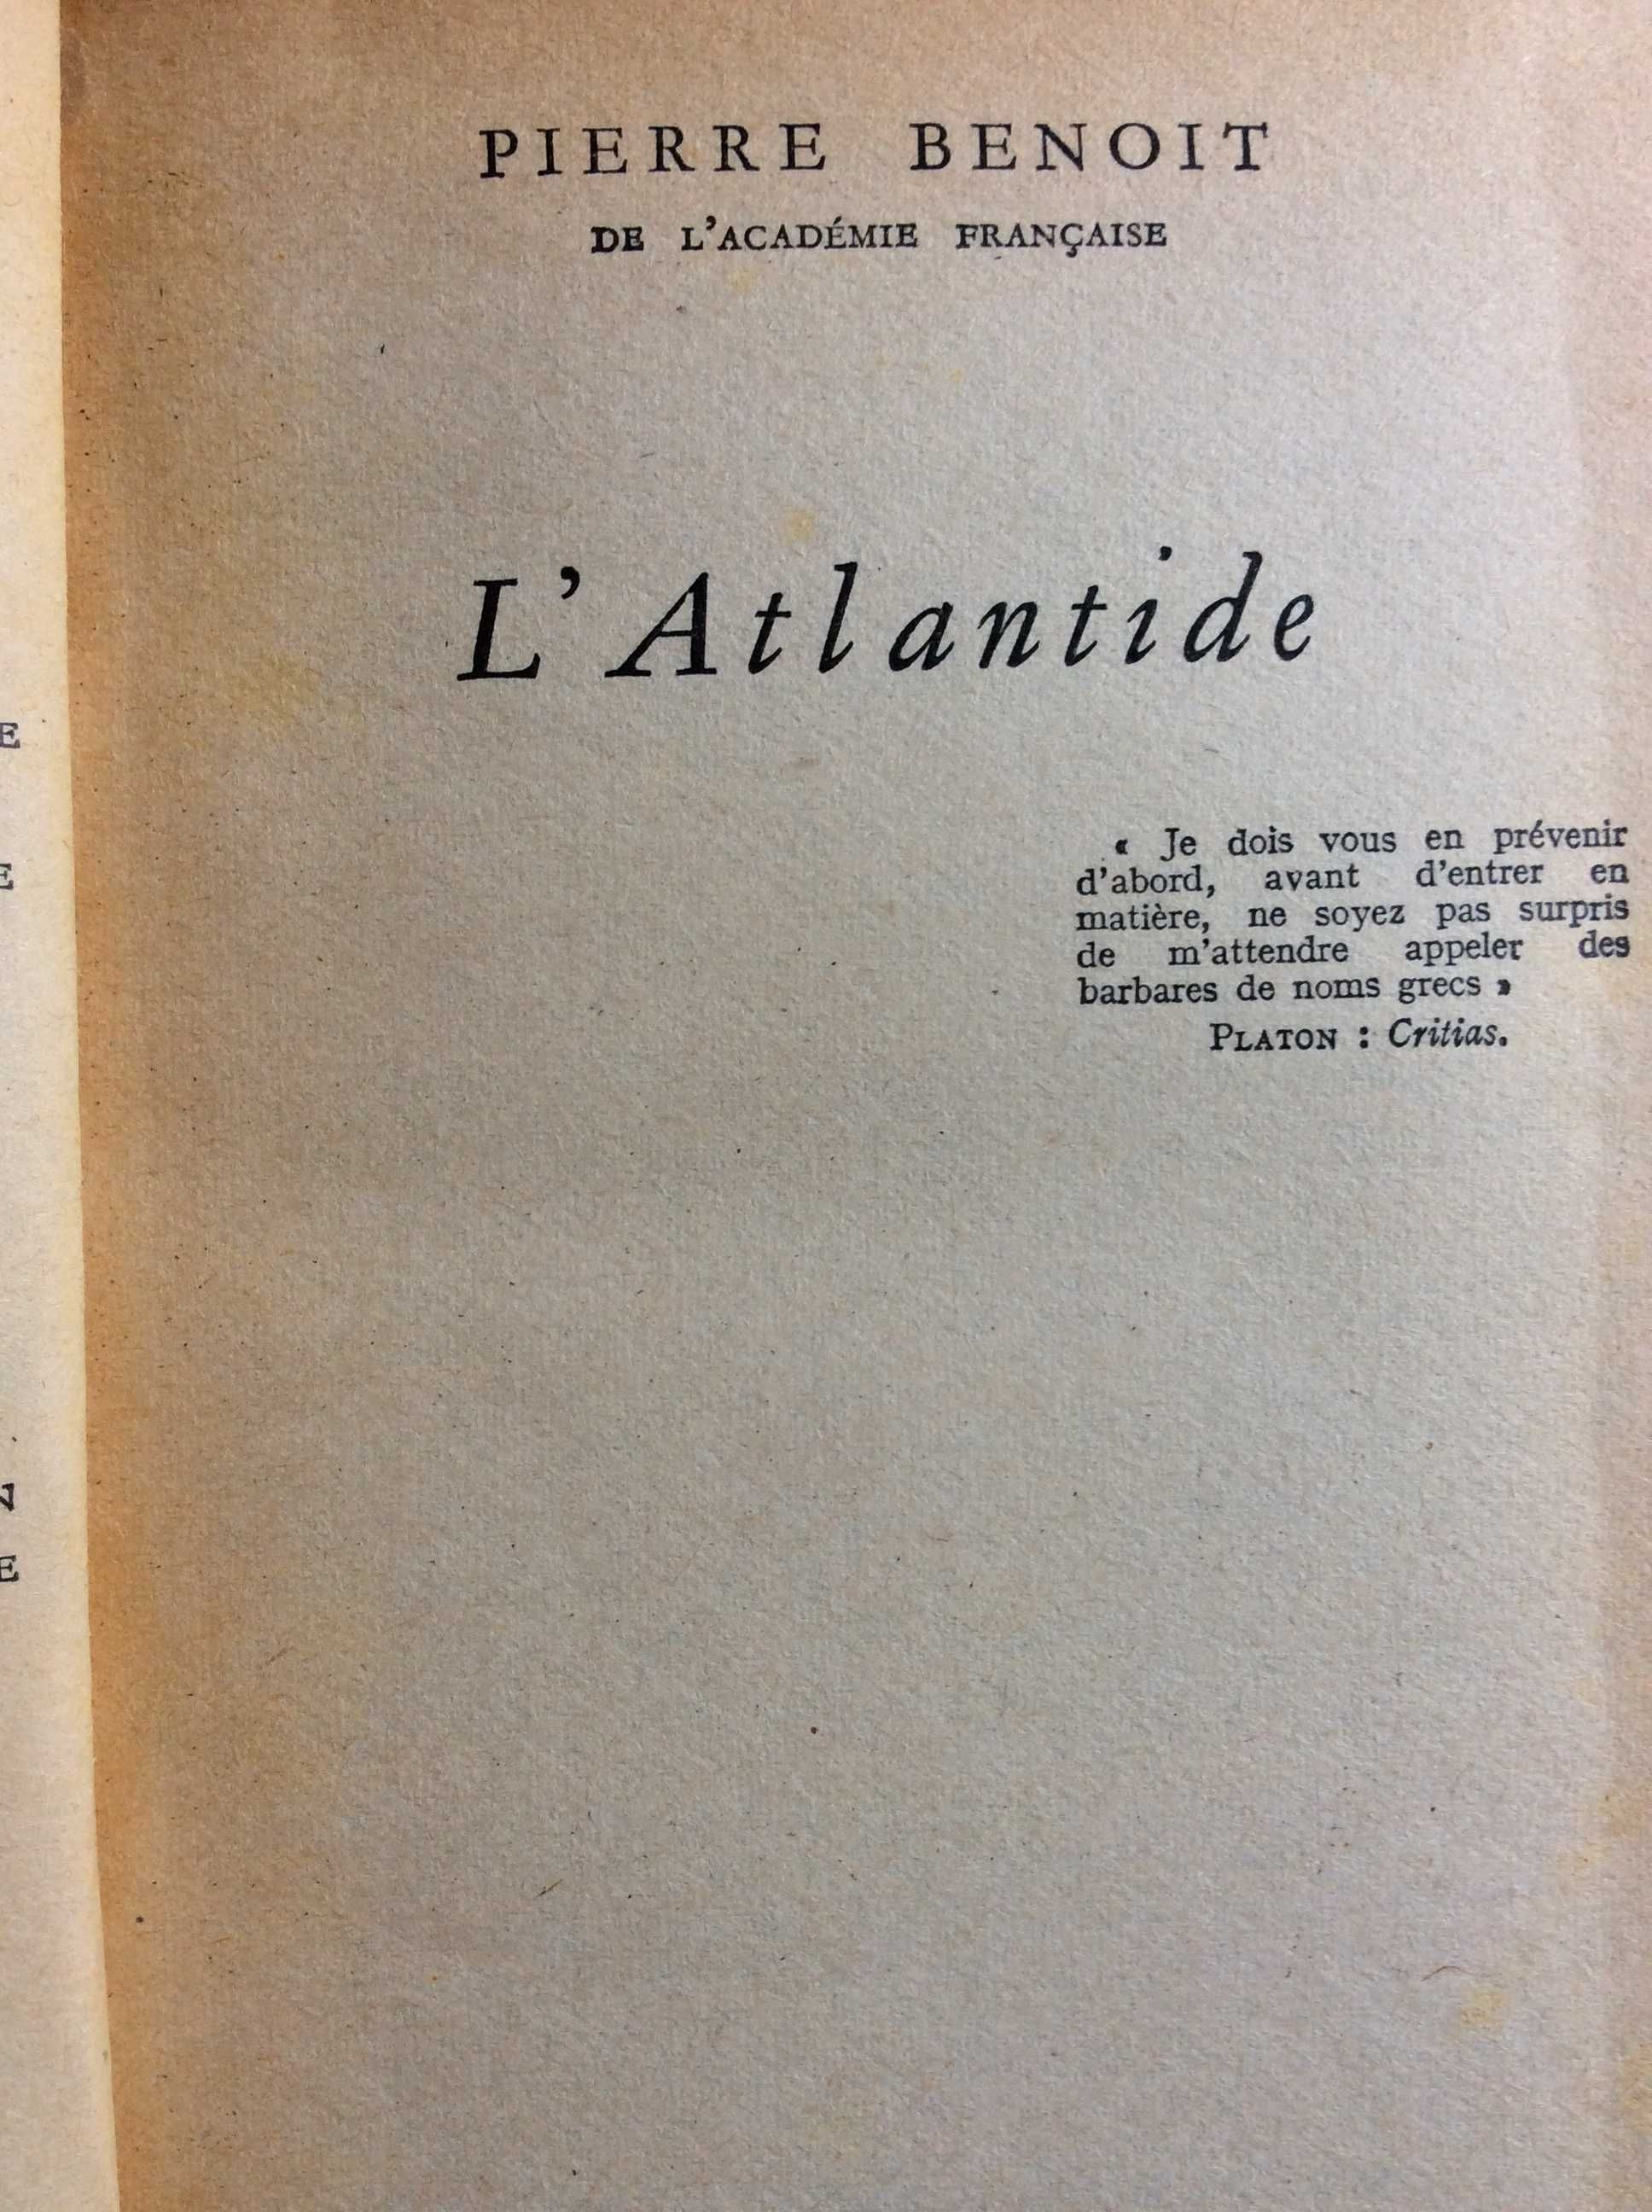 PIERRE BENOIT
DE L'ACADÉMIE FRANÇAISE
L'Atlantide
« Je dois vous en prévenir
d'abord, avant d'entrer en
matière, ne soyez pas surpris
de m'attendre appeler des
barbares de noms grecs »
PLATON : Critias.